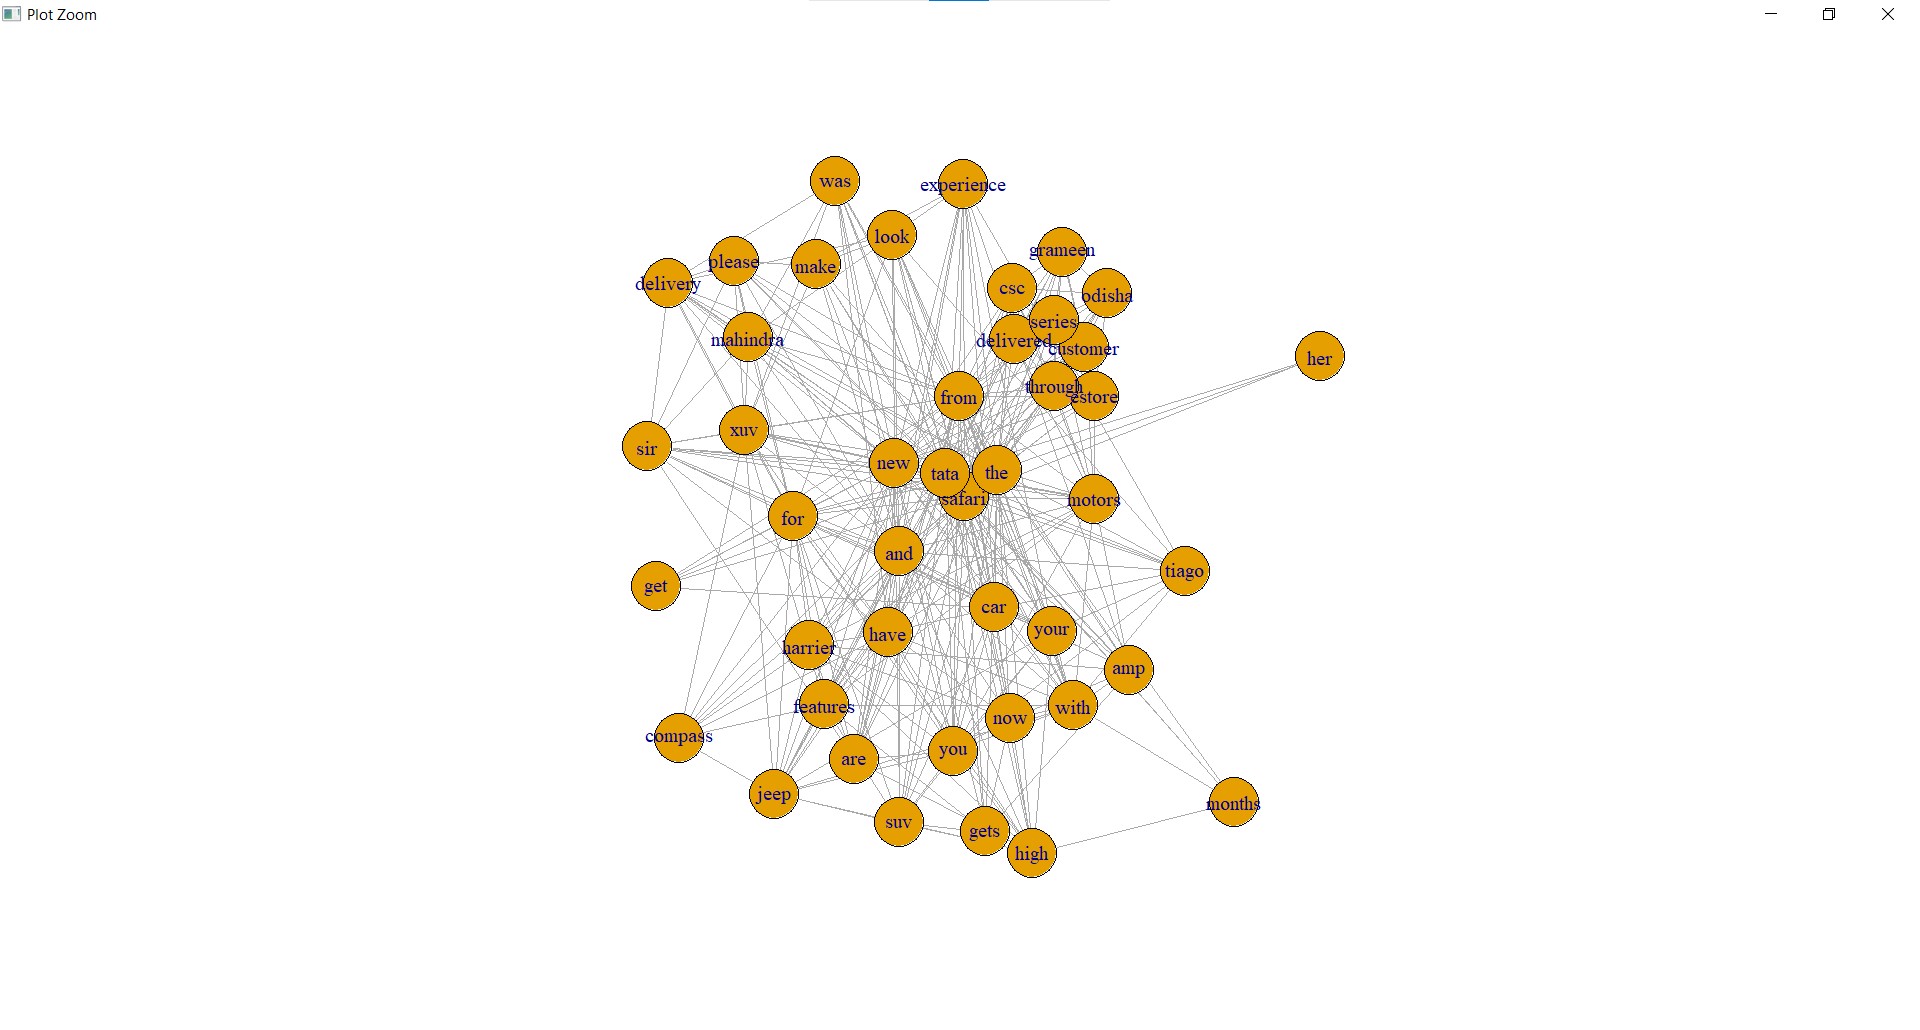 Plot Zoom
was
experience
look
grameen
please
make
delivery
csc
odisha
series
mahindra
delivered
customer
her
through
estore
from
xuv
sir
new
tata
the
safari
motors
for
and
tiago
get
car
your
have
harrier
amp
features
with
now
compass
you
are
jeep
months
suv
gets
high